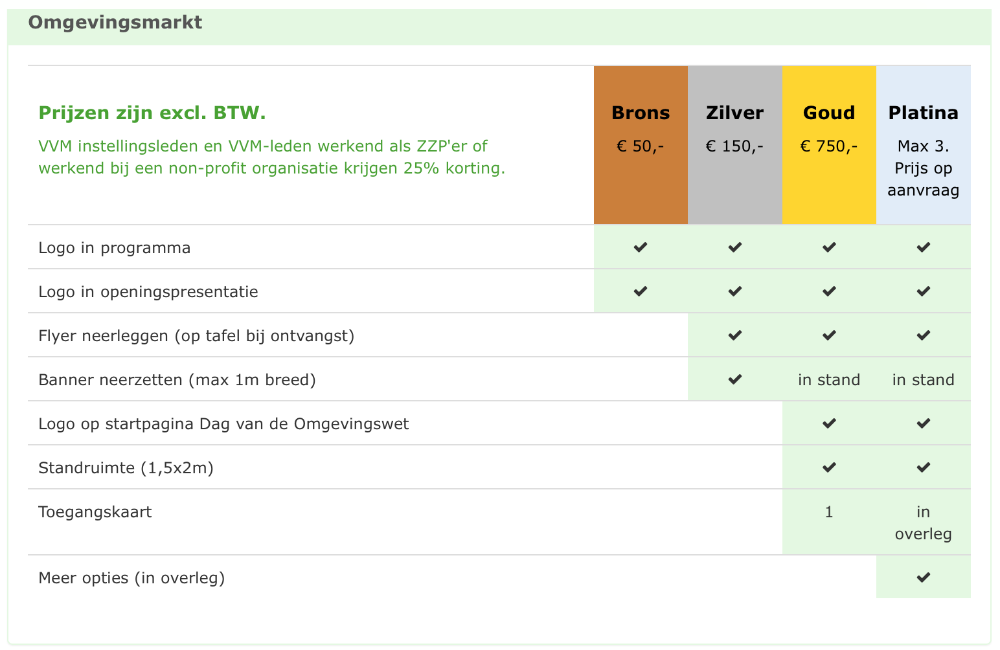 Omgevingsmarkt
Prijzen zijn excl. BTW.
VVM instellingsleden en VVM-leden werkend als ZZP'er of
werkend bij een non-profit organisatie krijgen 25% korting.
Brons
€ 50,-
Zilver
€ 150,-
Goud
€ 750,-
Platina
Max 3.
Prijs op
aanvraag
Logo in programma ✔ ✔ ✔ ✔
Logo in openingspresentatie ✔ ✔ ✔ ✔
Flyer neerleggen (op tafel bij ontvangst) ✔ ✔ ✔
Banner neerzetten (max 1m breed) ✔ in stand in stand
Logo op startpagina Dag van de Omgevingswet ✔ ✔
Standruimte (1,5x2m) ✔ ✔
Toegangskaart 1 in
overleg
Meer opties (in overleg) ✔